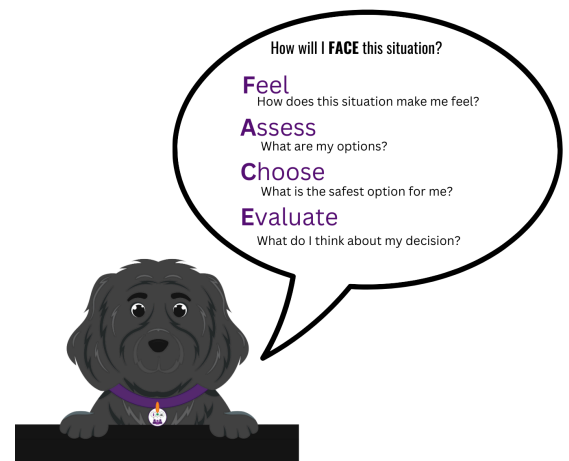 How will I FACE this situation?
Feel
How does this situation make me feel?
Assess
What are my options?
Choose
What is the safest option for me?
Evaluate
What do I think about my decision?